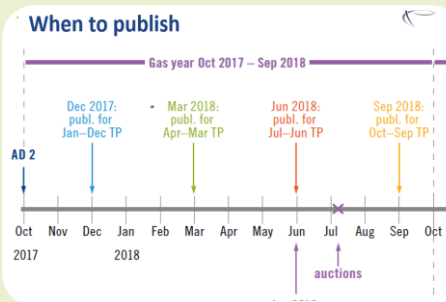 When to publish
Gas year Oct 2017 – Sep 2018
Dec 2017:
publ. for
Jan–Dec TP
Mar 2018:
publ. for
Apr–Mar TP
Jun 2018:
publ. for
Jul–Jun TP
Sep 2018:
publ. for
Oct–Sep TP
AD 2
Oct Nov Dec Jan Feb Mar Apr May Jun Jul Aug Sep Oct
2017 2018
auctions